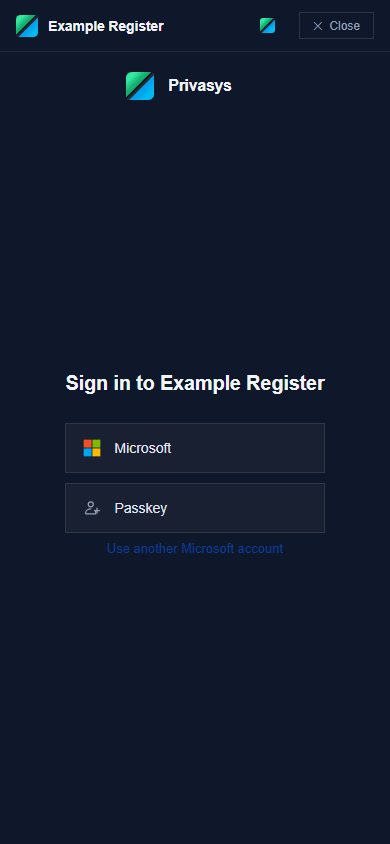 Example Register
Close
Privasys
Sign in to Example Register
Microsoft
Passkey
Use another Microsoft account